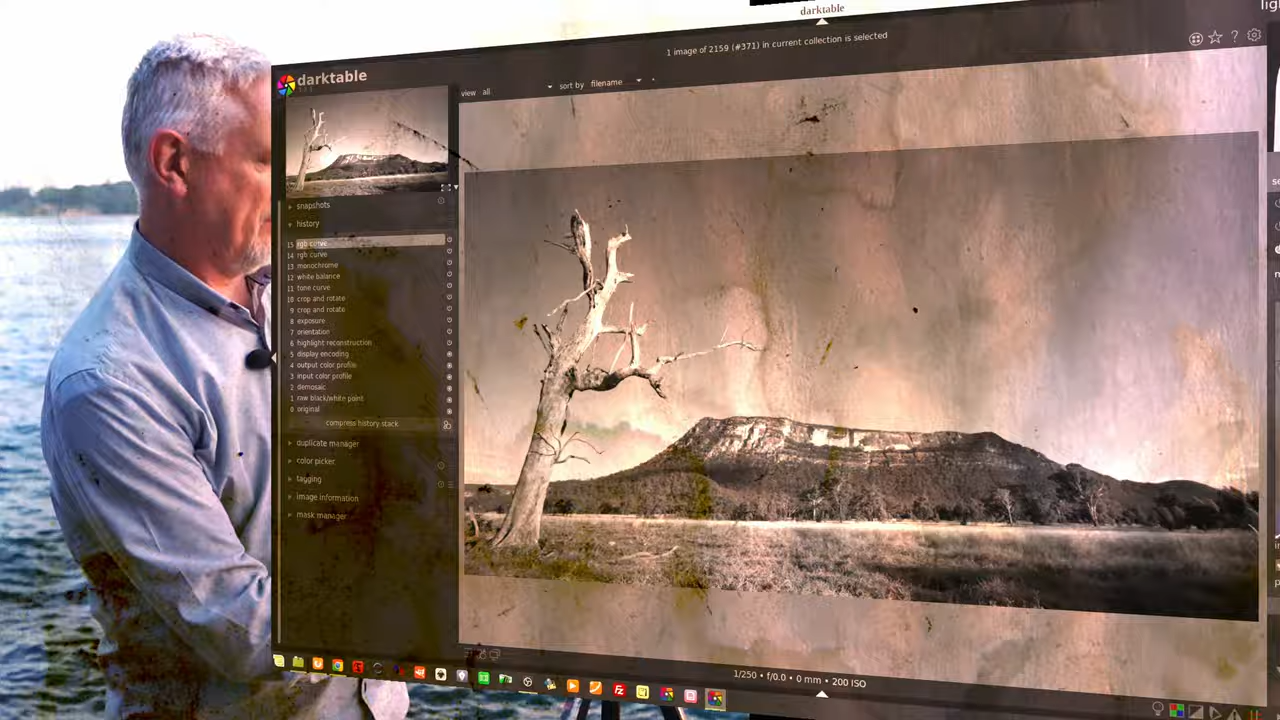 darktable
1 image of 2159 (#371) in current collection is selected
darktable
view all
sort by filename
snapshots
history
15 rgb curve
14 rgb curve
13 monochrome
12 white balance
11 tone curve
10 crop and rotate
9 crop and rotate
8 exposure
7 orientation
6 highlight reconstruction
5 display encoding
4 output color profile
3 input color profile
2 demosaic
1 raw black/white point
0 original
compress history stack
duplicate manager
color picker
tagging
image information
mask manager
1/250 • f/0.0 • 0 mm • 200 ISO